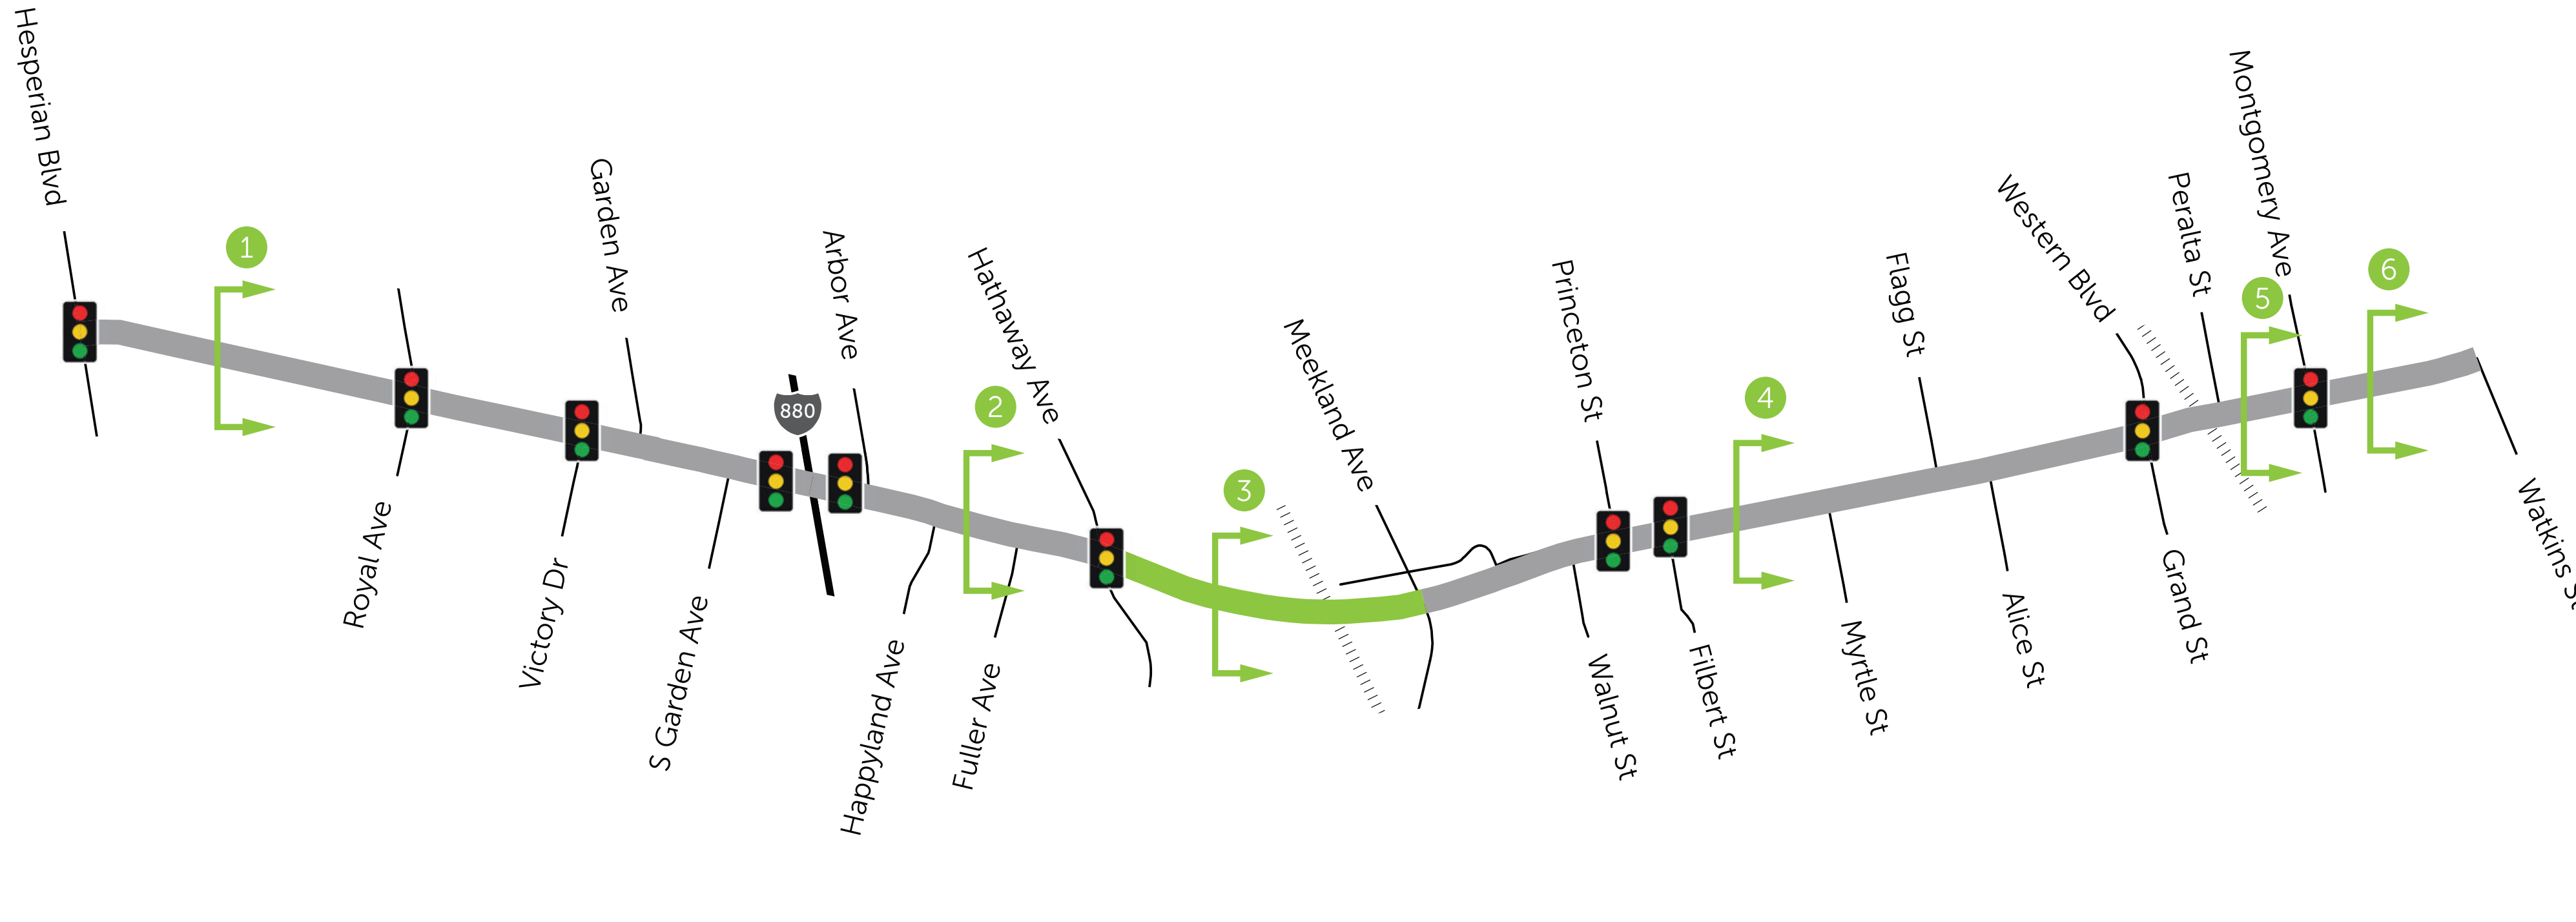 Hesperian Blvd
1
Royal Ave
Victory Dr
Garden Ave
S Garden Ave
880
Arbor Ave
Happyland Ave
2
Fuller Ave
Hathaway Ave
3
Meekland Ave
Princeton St
Walnut St
Filbert St
4
Myrtle St
Flagg St
Alice St
Western Blvd
Grand St
Peralta St
5
Montgomery Ave
6
Watkins St